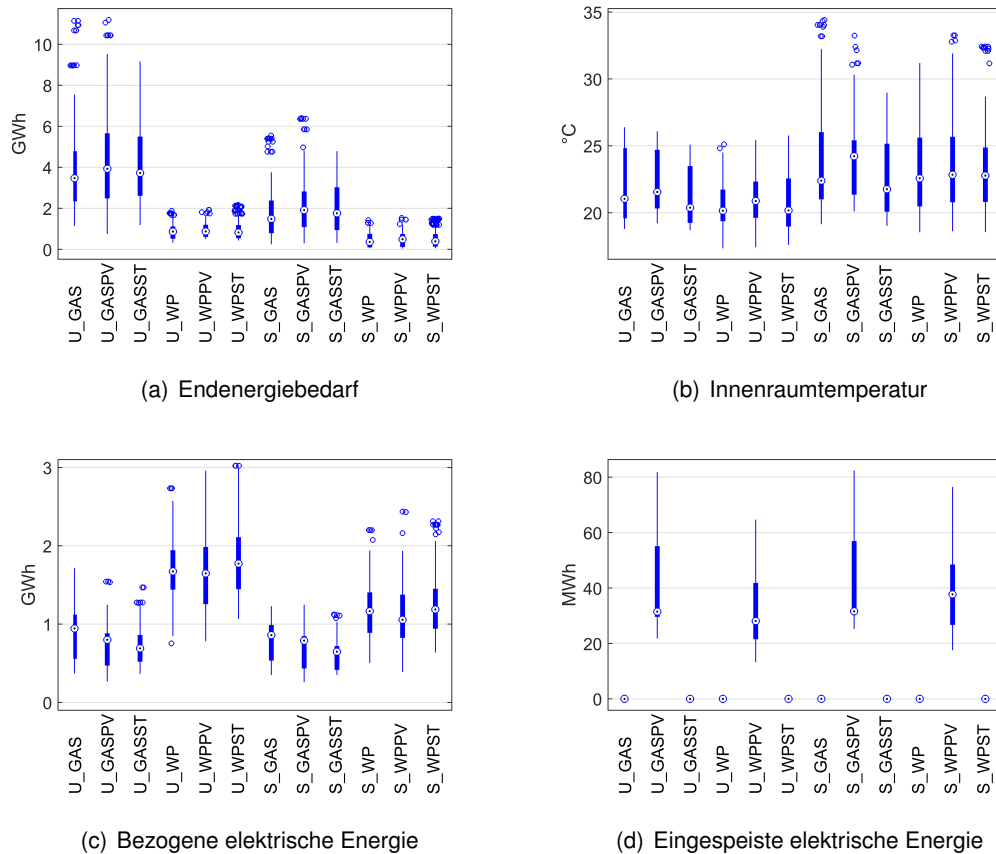 10
8
6
4
2
0
GWh
U_GAS
U_GASPV
U_GASST
U_WP
U_WPPV
U_WPST
S_GAS
S_GASPV
S_GASST
S_WP
S_WPPV
S_WPST
(a) Endenergiebedarf
35
30
25
20
°C
U_GAS
U_GASPV
U_GASST
U_WP
U_WPPV
U_WPST
S_GAS
S_GASPV
S_GASST
S_WP
S_WPPV
S_WPST
(b) Innenraumtemperatur
3
2
1
0
GWh
U_GAS
U_GASPV
U_GASST
U_WP
U_WPPV
U_WPST
S_GAS
S_GASPV
S_GASST
S_WP
S_WPPV
S_WPST
(c) Bezogene elektrische Energie
80
60
40
20
0
MWh
U_GAS
U_GASPV
U_GASST
U_WP
U_WPPV
U_WPST
S_GAS
S_GASPV
S_GASST
S_WP
S_WPPV
S_WPST
(d) Eingespeiste elektrische Energie